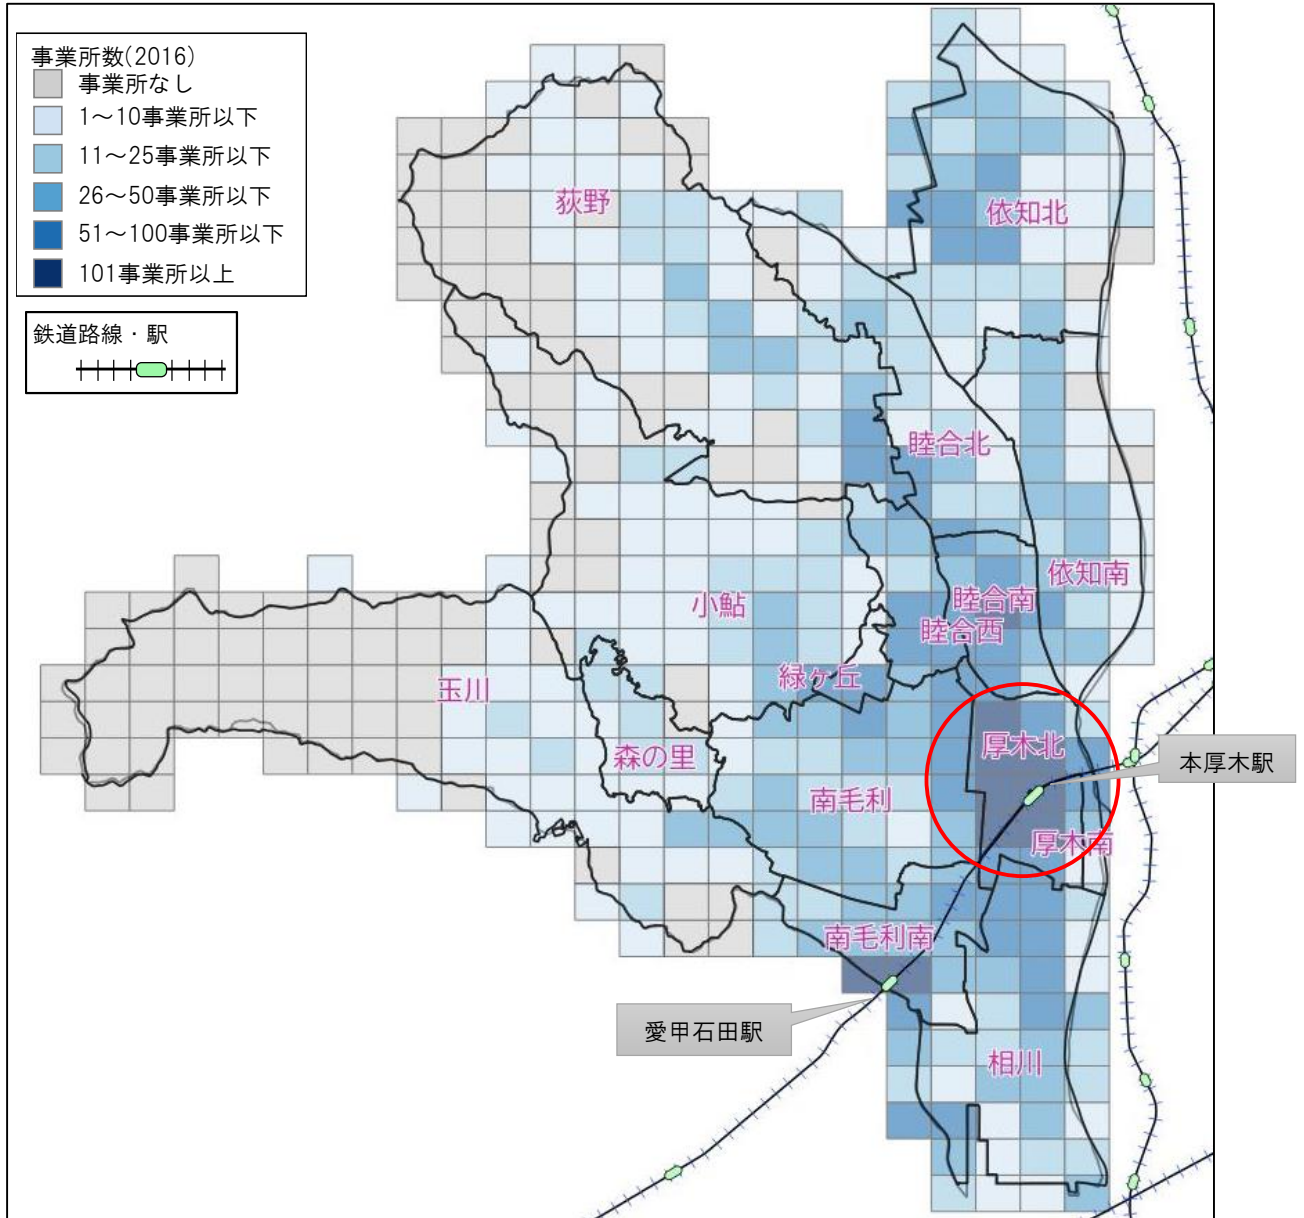 事業所数(2016)
事業所なし
1～10事業所以下
11～25事業所以下
26～50事業所以下
51～100事業所以下
101事業所以上
鉄道路線・駅
荻野
依知北
睦合北
依知南
小鮎
睦合南
睦合西
緑ヶ丘
玉川
森の里
厚木北
本厚木駅
南毛利
厚木南
南毛利南
愛甲石田駅
相川